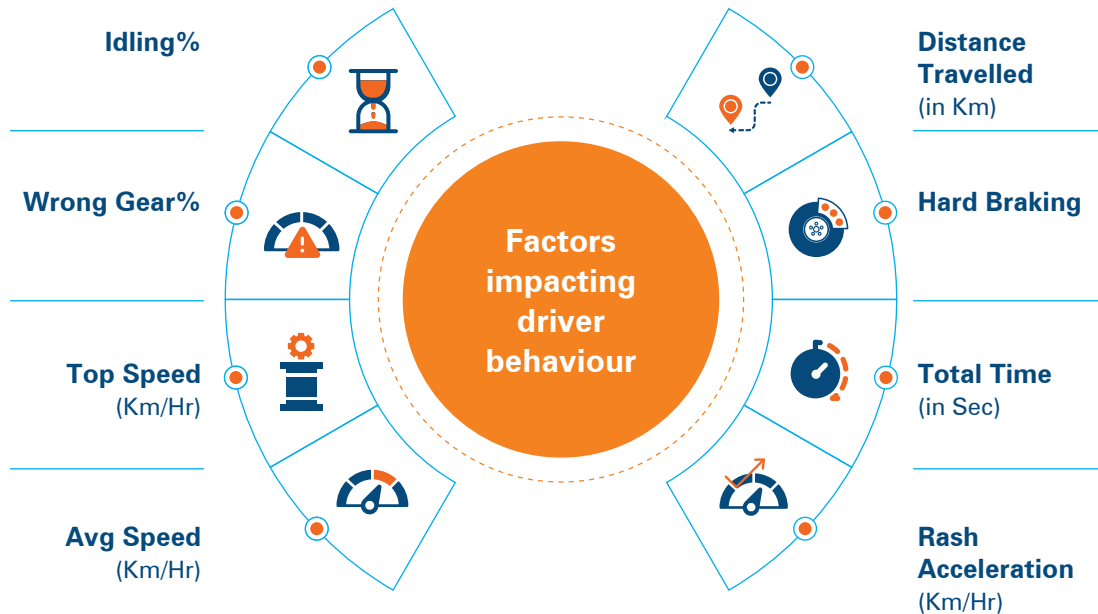 Idling%
Wrong Gear%
Top Speed
(Km/Hr)
Avg Speed
(Km/Hr)
Factors
impacting
driver
behaviour
Distance
Travelled
(in Km)
Hard Braking
Total Time
(in Sec)
Rash
Acceleration
(Km/Hr)